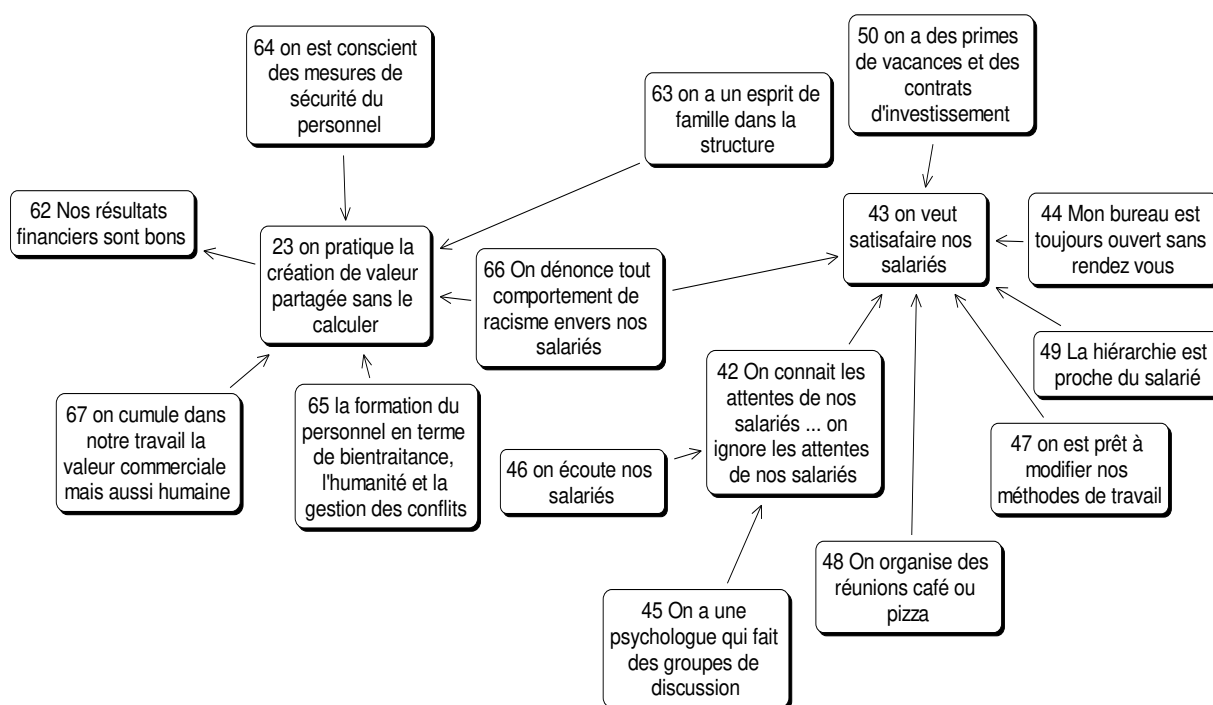 64 on est conscient
des mesures de
sécurité du
personnel
50 on a des primes
de vacances et des
contrats
d'investissement
63 on a un esprit de
famille dans la
structure
62 Nos résultats
financiers sont bons
23 on pratique la
création de valeur
partagée sans le
calculer
43 on veut
satisafaire nos
salariés
44 Mon bureau est
toujours ouvert sans
rendez vous
66 On dénonce tout
comportement de
racisme envers nos
salariés
49 La hiérarchie est
proche du salarié
42 On connait les
attentes de nos
salariés ... on
ignore les attentes
de nos salariés
67 on cumule dans
notre travail la
valeur commerciale
mais aussi humaine
65 la formation du
personnel en terme
de bientraitance,
l'humanité et la
gestion des conflits
46 on écoute nos
salariés
47 on est prêt à
modifier nos
méthodes de travail
48 On organise des
réunions café ou
pizza
45 On a une
psychologue qui fait
des groupes de
discussion